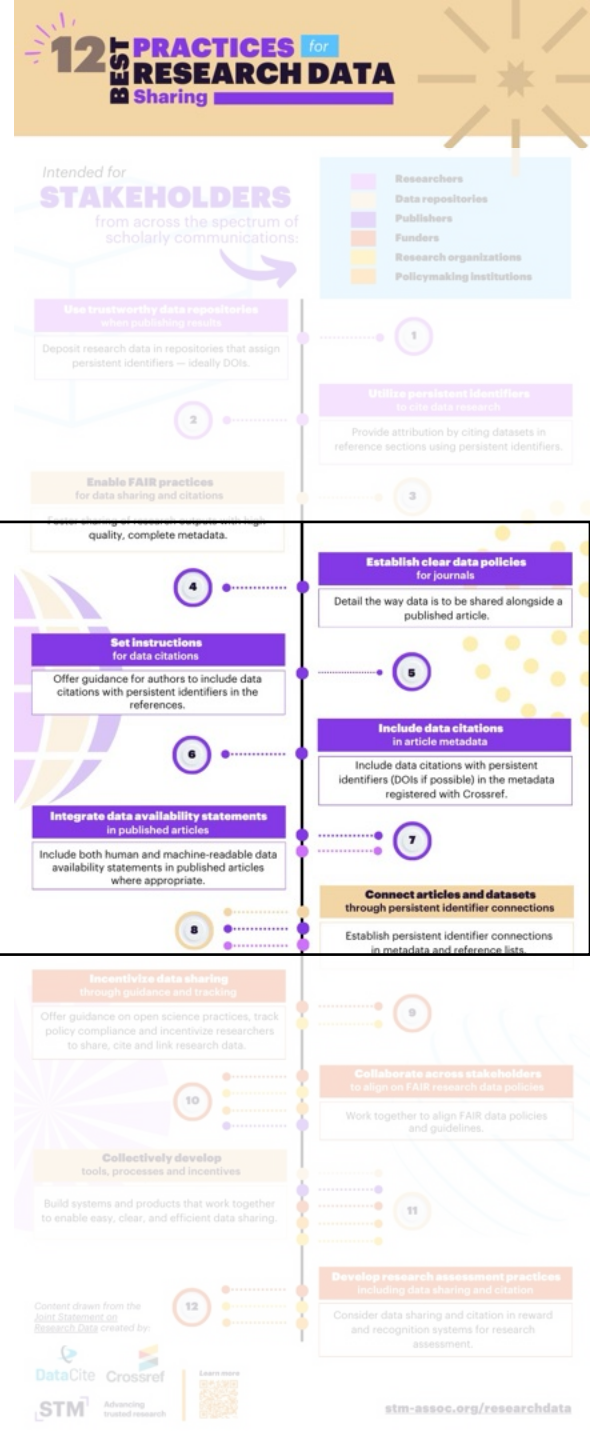 12 BEST PRACTICES for
RESEARCH DATA
Sharing
Intended for
STAKEHOLDERS
from across the spectrum of
scholarly communications:
Researchers
Data repositories
Publishers
Funders
Research organizations
Policymaking institutions
Use trustworthy data repositories
when publishing results
Deposit research data in repositories that assign
persistent identifiers — ideally DOIs.
1
Utilize persistent identifiers
to cite data research
Provide attribution by citing datasets in
reference sections using persistent identifiers.
2
Enable FAIR practices
for data sharing and citations
Foster sharing of research outputs with high
quality, complete metadata.
3
Establish clear data policies
for journals
Detail the way data is to be shared alongside a
published article.
4
Set instructions
for data citations
Offer guidance for authors to include data
citations with persistent identifiers in the
references.
5
Include data citations
in article metadata
Include data citations with persistent
identifiers (DOIs if possible) in the metadata
registered with Crossref.
6
Integrate data availability statements
in published articles
Include both human and machine-readable data
availability statements in published articles
where appropriate.
7
Connect articles and datasets
through persistent identifier connections
Establish persistent identifier connections
in metadata and reference lists.
8
Incentivize data sharing
through guidance and tracking
Offer guidance on open science practices, track
policy compliance and incentivize researchers
to share, cite and link research data.
9
Collaborate across stakeholders
to align on FAIR research data policies
Work together to align FAIR data policies
and guidelines.
10
Collectively develop
tools, processes and incentives
Build systems and products that work together
to enable easy, clear, and efficient data sharing.
11
Develop research assessment practices
including data sharing and citation
Consider data sharing and citation in reward
and recognition systems for research
assessment.
12
Content drawn from the
Joint Statement on
Research Data created by:
DataCite Crossref
STM Advancing
trusted research
Learn more
stm-assoc.org/researchdata